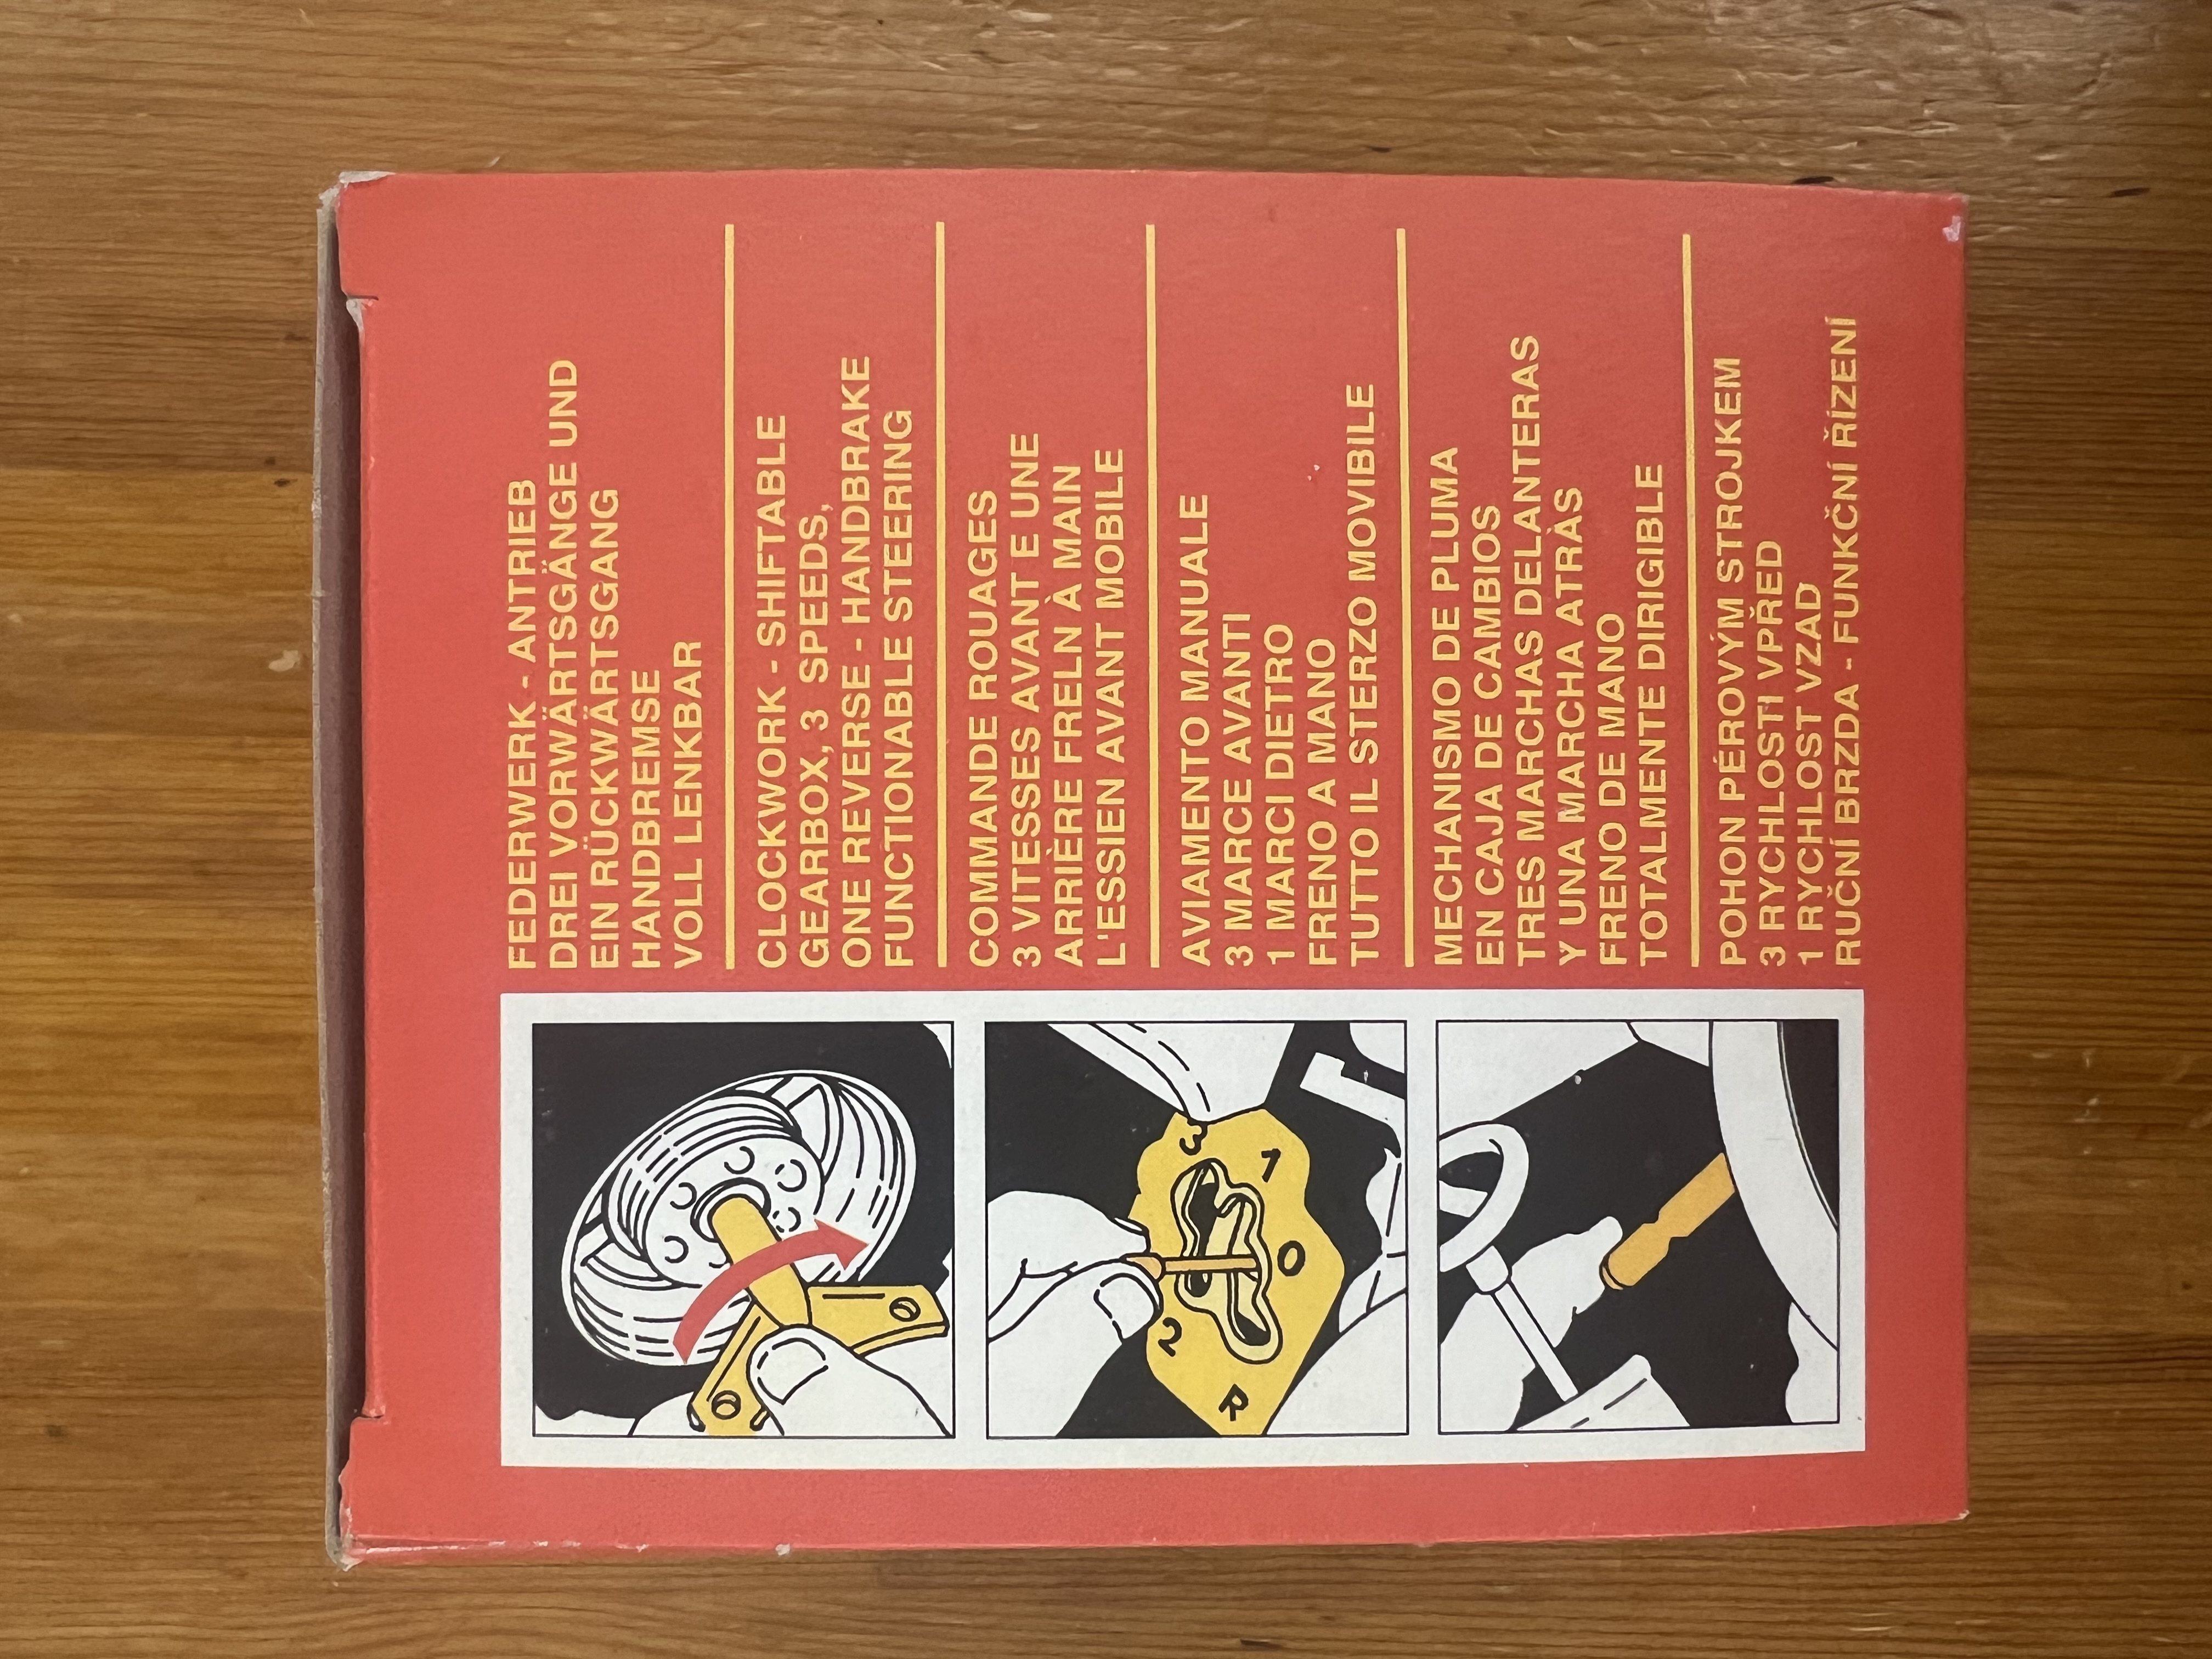 FEDERWERK - ANTRIEB
DREI VORWÄRTSGÄNGE UND
EIN RÜCKWÄRTSGANG
HANDBREMSE
VOLL LENKBAR
CLOCKWORK - SHIFTABLE
GEARBOX, 3 SPEEDS,
ONE REVERSE - HANDBRAKE
FUNCTIONABLE STEERING
COMMANDE ROUAGES
3 VITESSES AVANT E UNE
ARRIÈRE FRELN À MAIN
L'ESSIEN AVANT MOBILE
AVIAMENTO MANUALE
3 MARCE AVANTI
1 MARCI DIETRO
FRENO A MANO
TUTTO IL STERZO MOVIBILE
MECHANISMO DE PLUMA
EN CAJA DE CAMBIOS
TRES MARCHAS DELANTERAS
Y UNA MARCHA ATRÀS
FRENO DE MANO
TOTALMENTE DIRIGIBLE
POHON PÉROVÝM STROJKEM
3 RYCHLOSTI VPŘED
1 RYCHLOST VZAD
RUČNÍ BRZDA - FUNKČNÍ ŘÍZENÍ
2
3
R
0
1